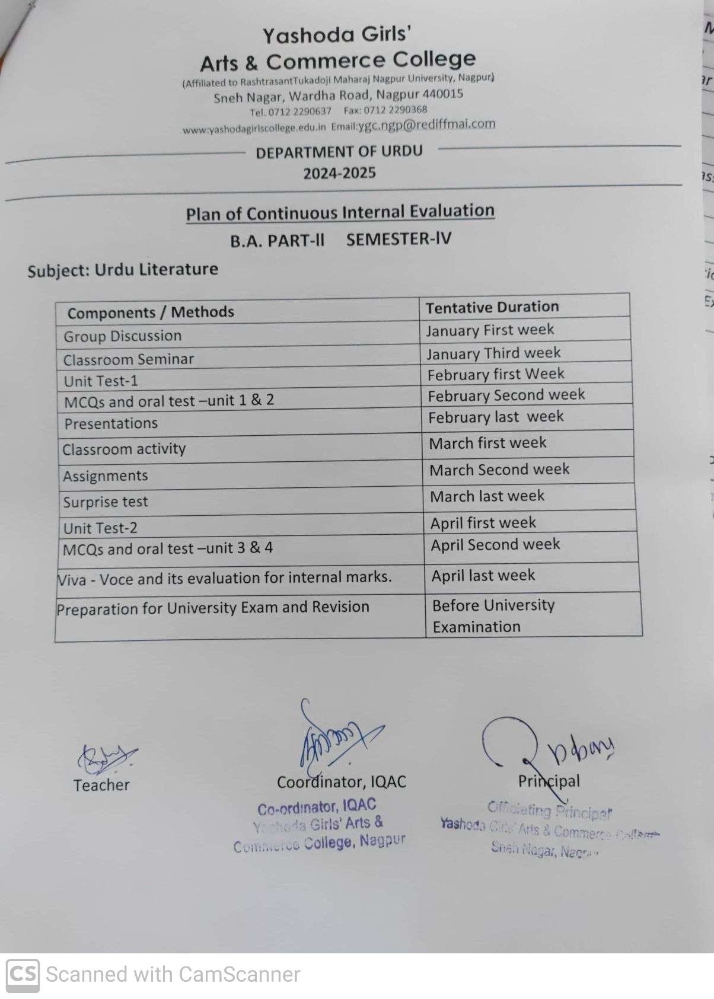 Yashoda Girls'
Arts & Commerce College
(Affiliated to RashtrasantTukadoji Maharaj Nagpur University, Nagpur)
Sneh Nagar, Wardha Road, Nagpur 440015
Tel. 0712 2290637 Fax: 0712 2290368
www:yashodagirlscollege.edu.in Email:ygc.ngp@rediffmai.com
DEPARTMENT OF URDU
2024-2025
Plan of Continuous Internal Evaluation
B.A. PART-II SEMESTER-IV
Subject: Urdu Literature
Components / Methods Tentative Duration
Group Discussion January First week
Classroom Seminar January Third week
Unit Test-1 February first Week
MCQs and oral test –unit 1 & 2 February Second week
Presentations February last week
Classroom activity March first week
Assignments March Second week
Surprise test March last week
Unit Test-2 April first week
MCQs and oral test –unit 3 & 4 April Second week
Viva - Voce and its evaluation for internal marks. April last week
Preparation for University Exam and Revision Before University
Examination
Teacher Coordinator, IQAC Principal
Co-ordinator, IQAC
Yashoda Girls' Arts &
Commerce College, Nagpur
Officiating Principal
Yashoda Girls' Arts & Commerce College
Sneh Nagar,
CS Scanned with CamScanner